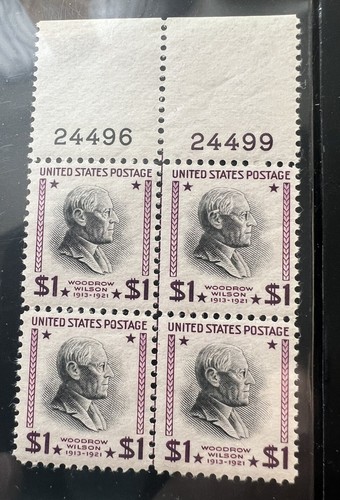 24496 24499
UNITED STATES POSTAGE UNITED STATES POSTAGE
$1 WOODROW $1 $1 WOODROW $1
WILSON WILSON
1913-1921 1913-1921
UNITED STATES POSTAGE UNITED STATES POSTAGE
$1 WOODROW $1 $1 WOODROW $1
WILSON WILSON
1913-1921 1913-1921